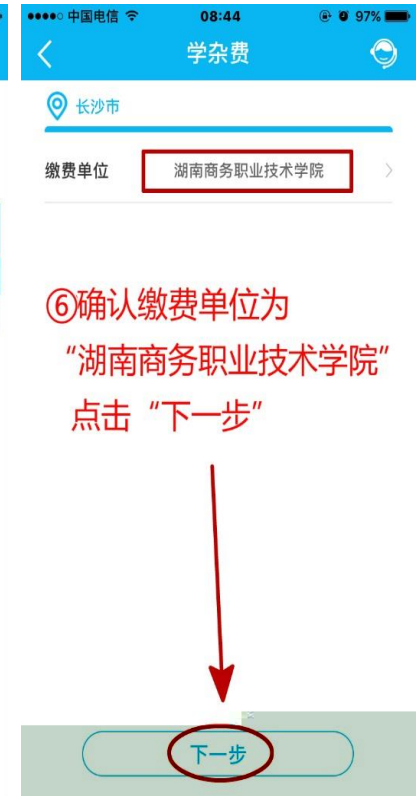 中国电信 08:44 97%
学杂费
长沙市
缴费单位 湖南商务职业技术学院
⑥确认缴费单位为
“湖南商务职业技术学院”
点击“下一步”
下一步